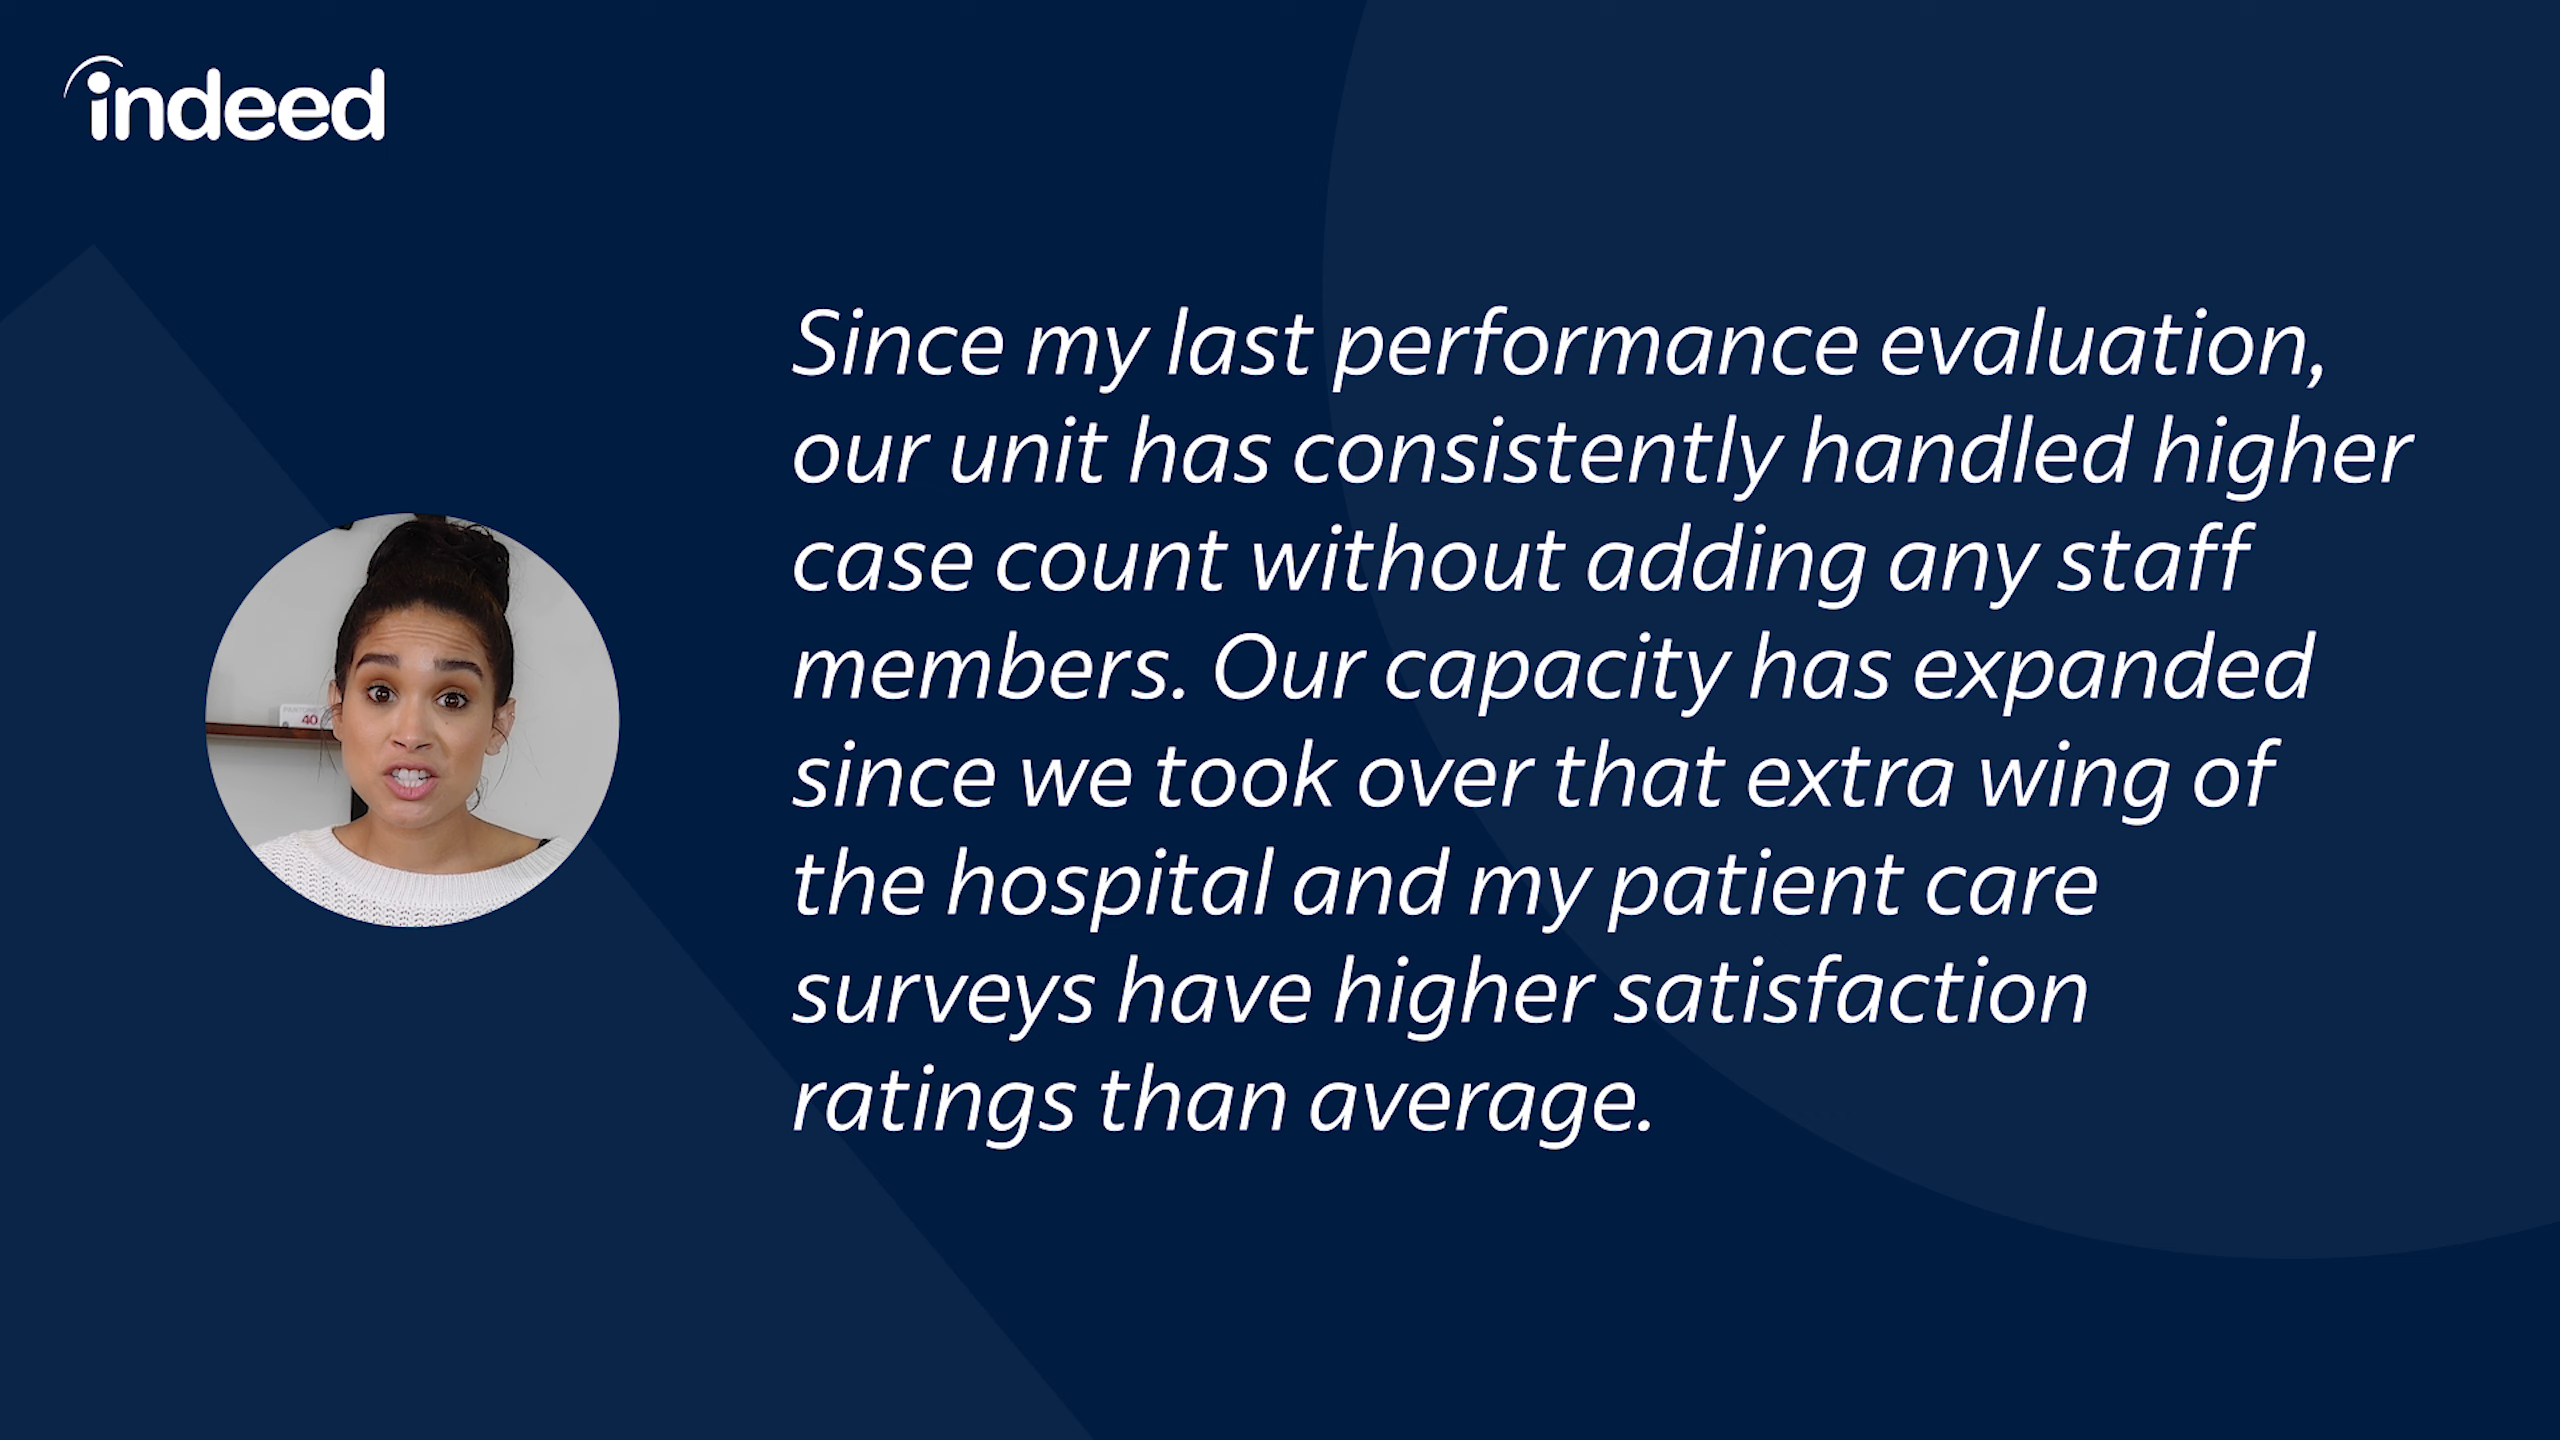 indeed
Since my last performance evaluation,
our unit has consistently handled higher
case count without adding any staff
members. Our capacity has expanded
since we took over that extra wing of
the hospital and my patient care
surveys have higher satisfaction
ratings than average.
PANTONE
40